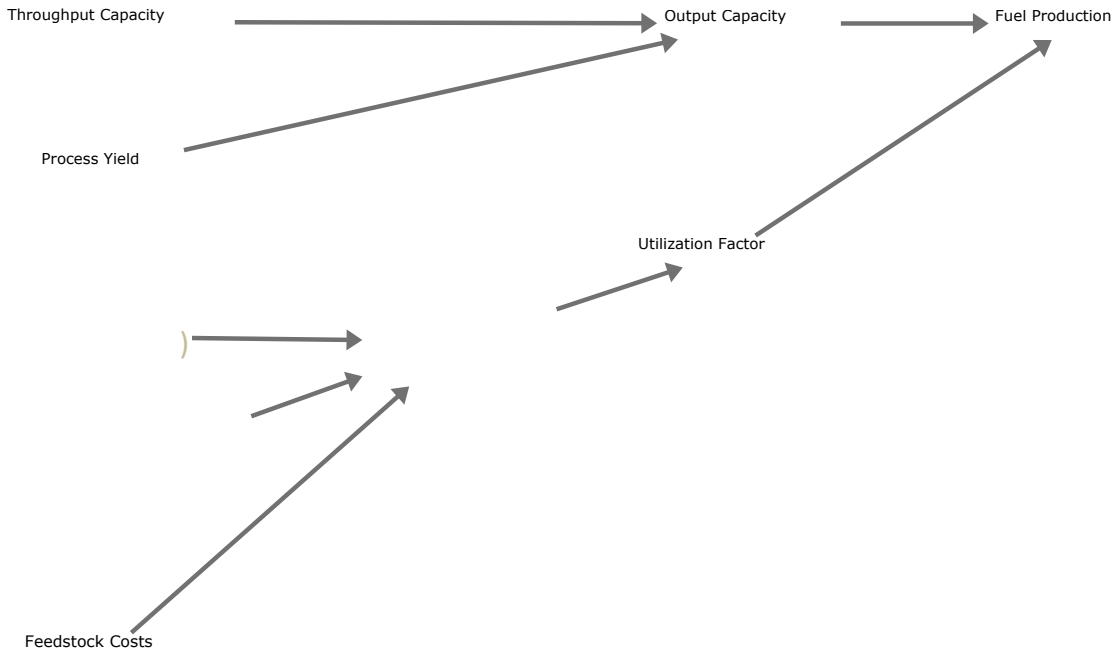 Throughput Capacity
Output Capacity
Fuel Production
Process Yield
Utilization Factor
)
Feedstock Costs